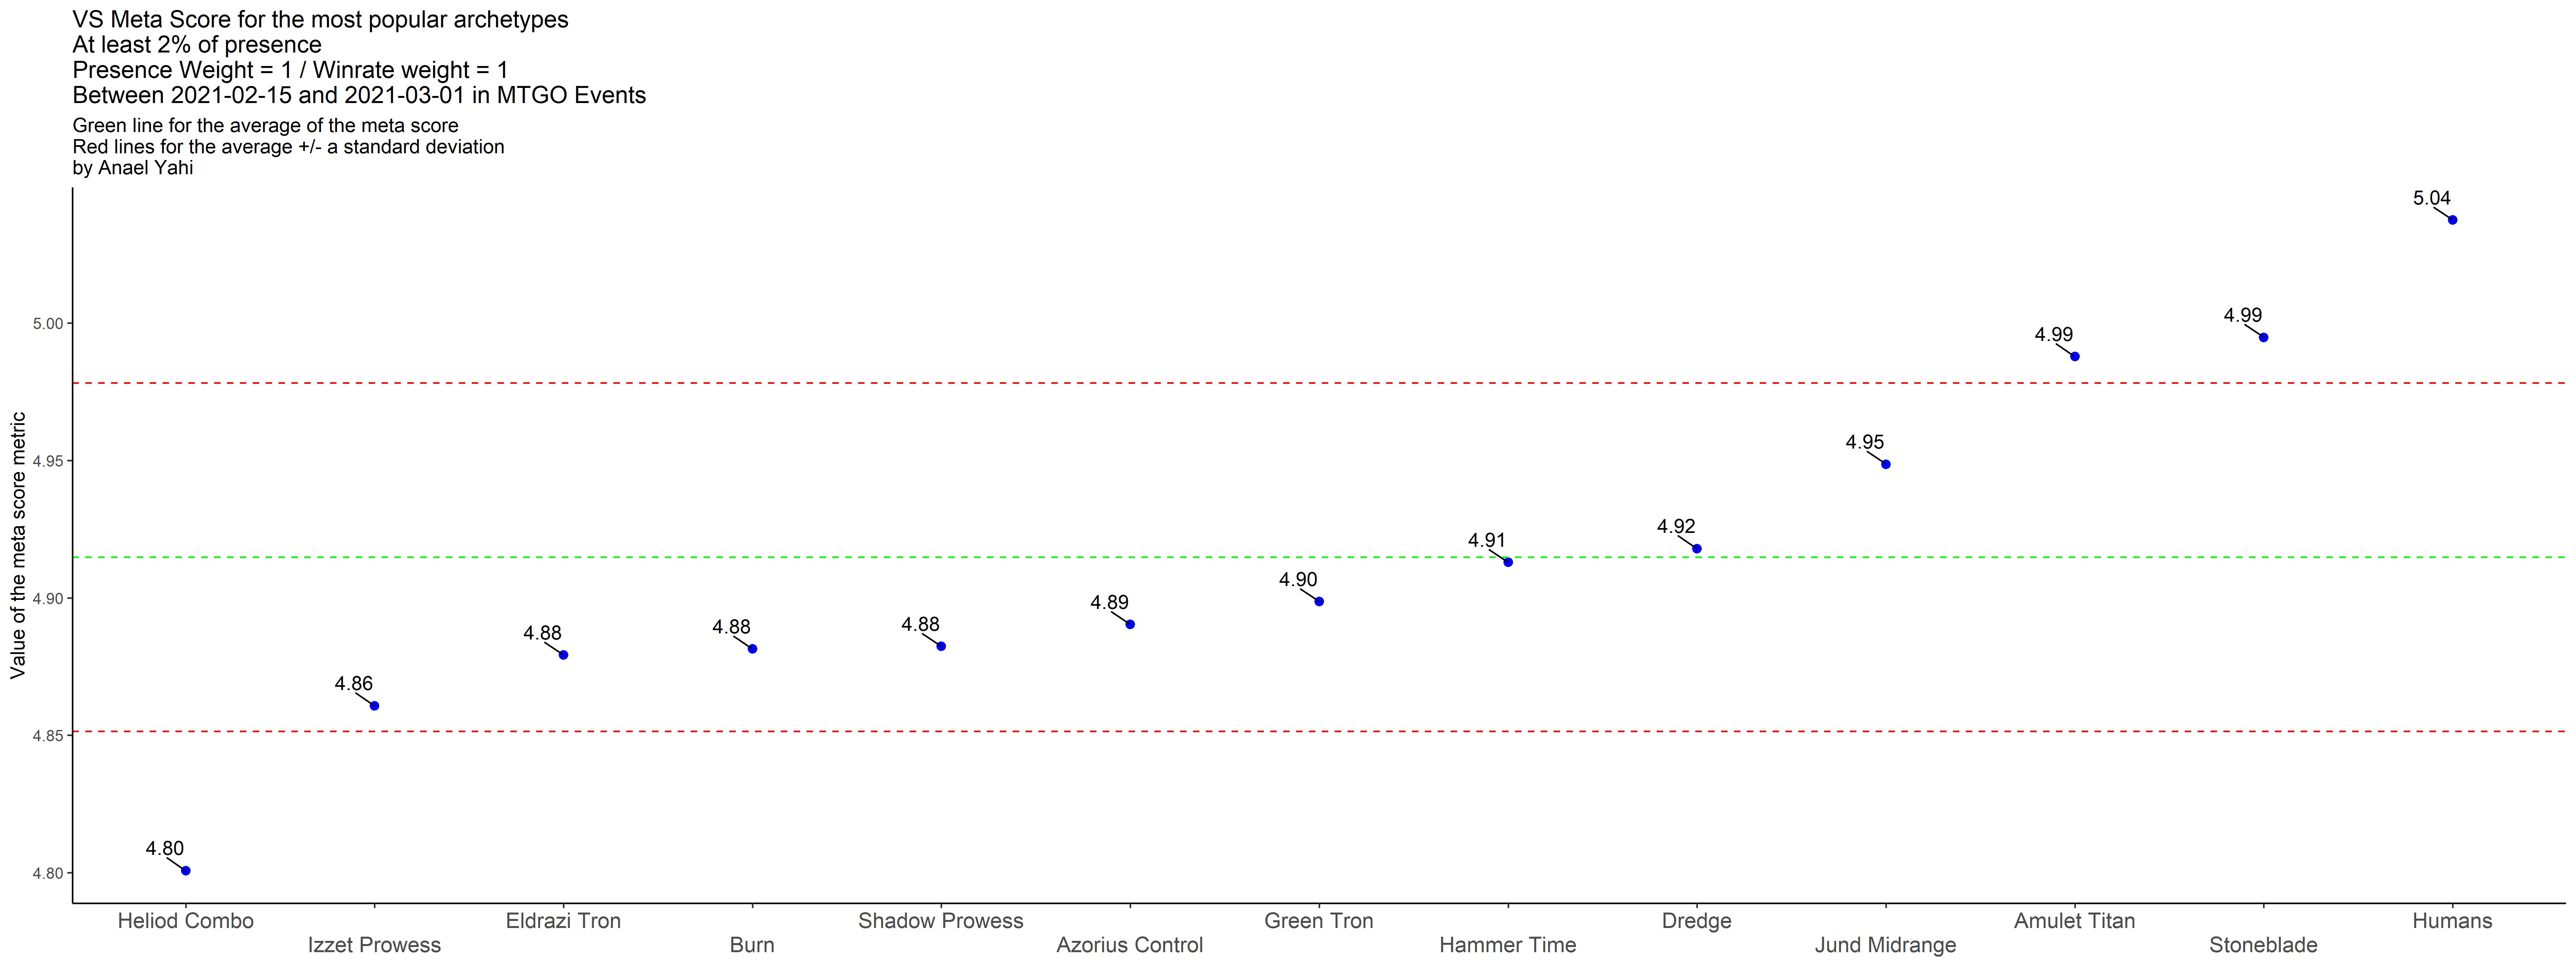 VS Meta Score for the most popular archetypes
At least 2% of presence
Presence Weight = 1 / Winrate weight = 1
Between 2021-02-15 and 2021-03-01 in MTGO Events
Green line for the average of the meta score
Red lines for the average +/- a standard deviation
by Anael Yahi
Value of the meta score metric
5.00
4.95
4.90
4.85
4.80
4.80
4.86
4.88
4.88
4.88
4.89
4.90
4.91
4.92
4.95
4.99
4.99
5.04
Heliod Combo
Izzet Prowess
Eldrazi Tron
Burn
Shadow Prowess
Azorius Control
Green Tron
Hammer Time
Dredge
Jund Midrange
Amulet Titan
Stoneblade
Humans